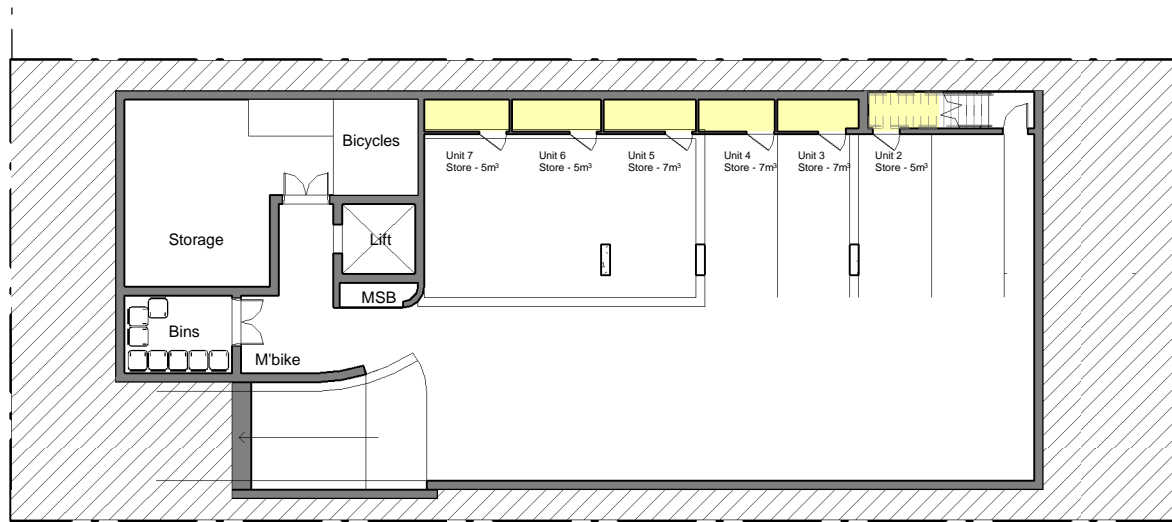 Bicycles
Unit 7
Store - 5m³
Unit 6
Store - 5m³
Unit 5
Store - 7m³
Unit 4
Store - 7m³
Unit 3
Store - 7m³
Unit 2
Store - 5m³
Storage
Lift
MSB
Bins
M'bike